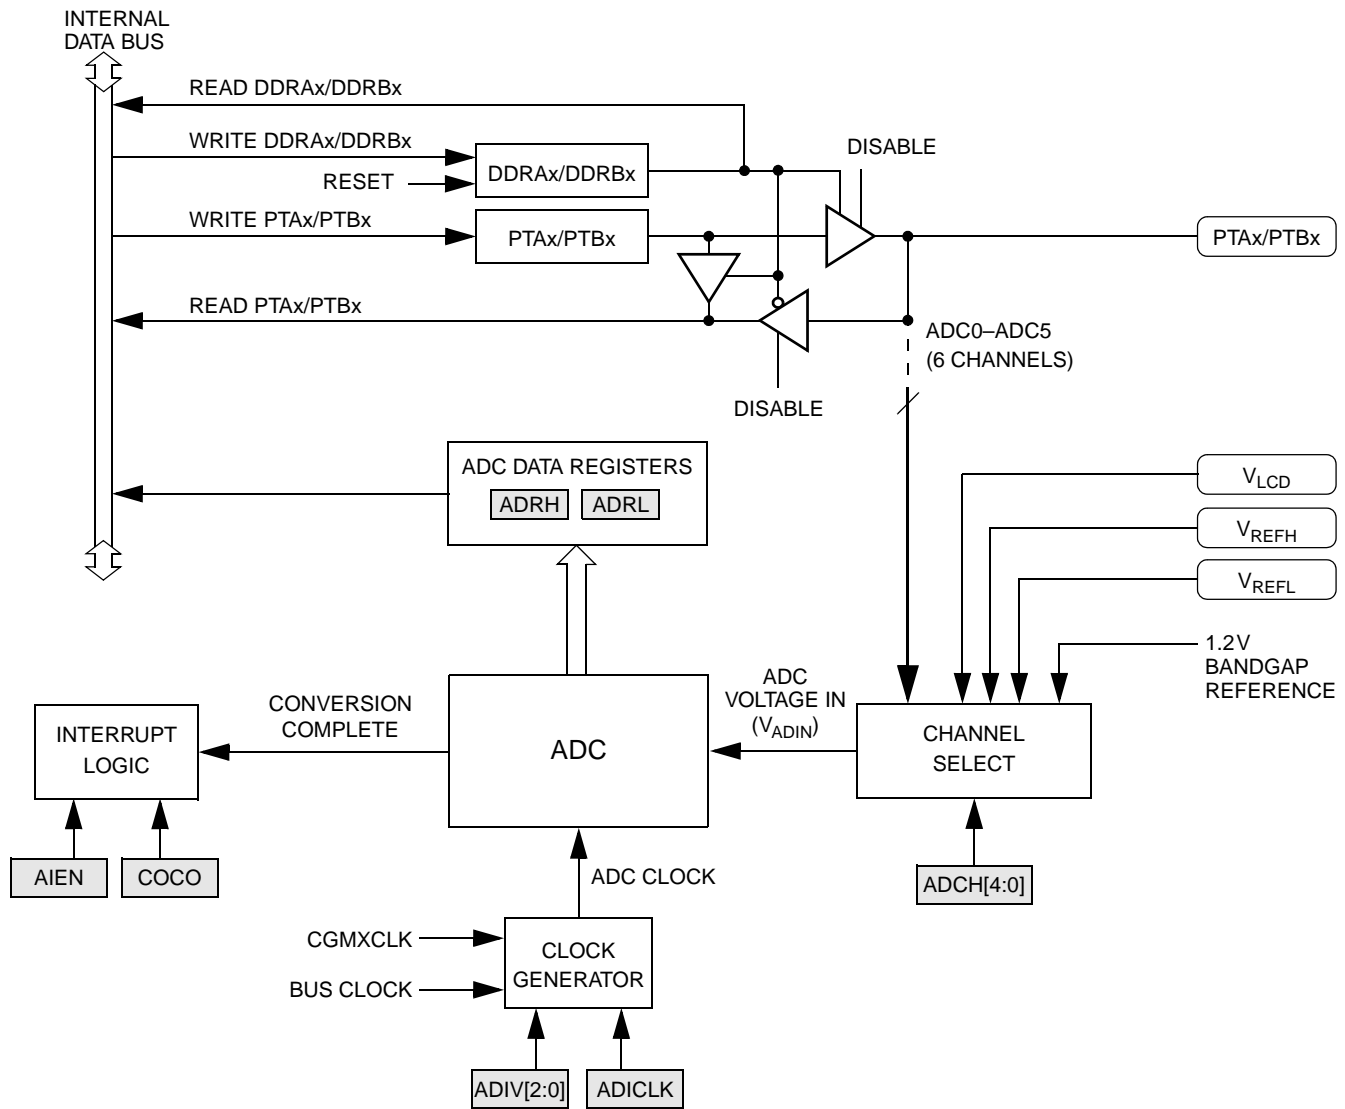 INTERNAL
DATA BUS
READ DDRAx/DDRBx
WRITE DDRAx/DDRBx
DISABLE
DDRAx/DDRBx
RESET
WRITE PTAx/PTBx
PTAx/PTBx
PTAx/PTBx
READ PTAx/PTBx
ADC0–ADC5
(6 CHANNELS)
DISABLE
ADC DATA REGISTERS
ADRH ADRL
VLCD
VREFH
VREFL
1.2V
BANDGAP
REFERENCE
ADC
VOLTAGE IN
(VADIN)
CONVERSION
COMPLETE
INTERRUPT
LOGIC
ADC
CHANNEL
SELECT
AIEN
COCO
ADC CLOCK
ADCH[4:0]
CGMXCLK
BUS CLOCK
CLOCK
GENERATOR
ADIV[2:0]
ADICLK